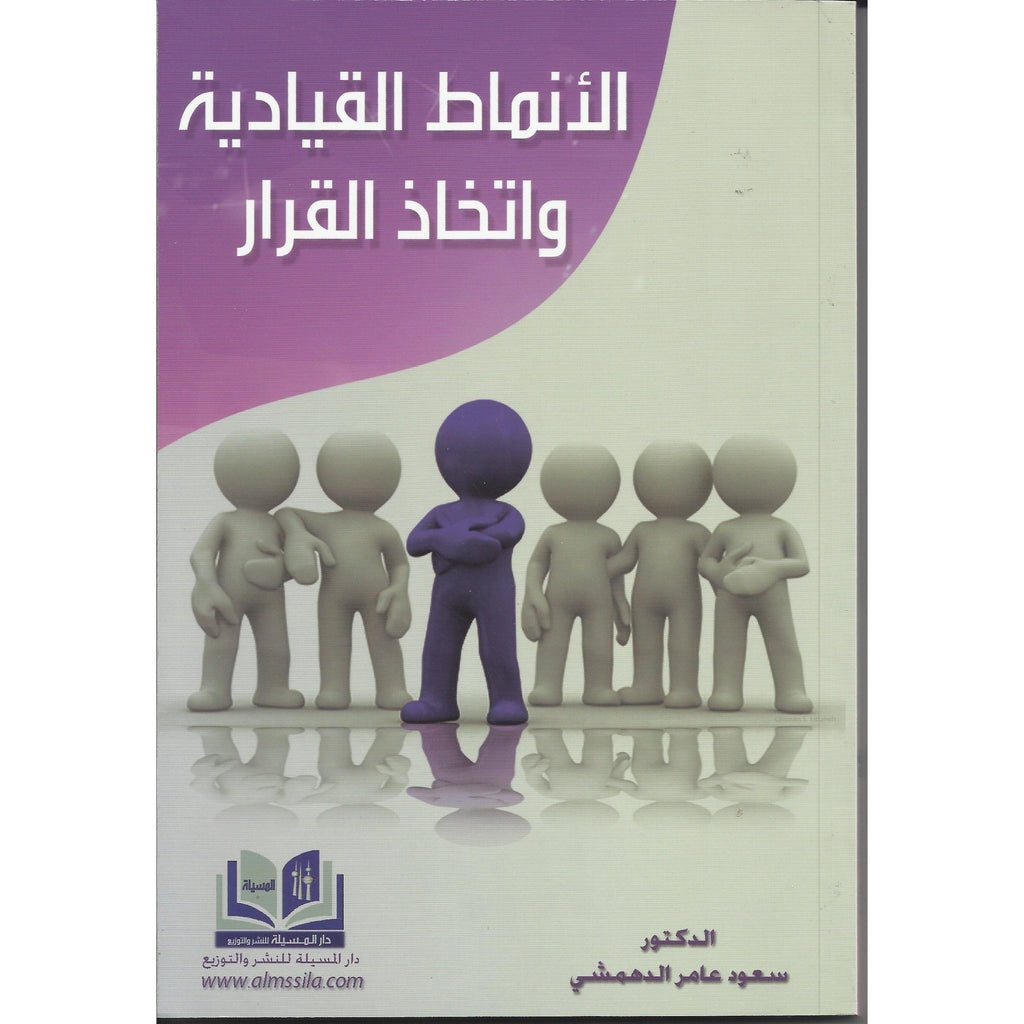 الأنماط القيادية
واتخاذ القرار
المسيلة
دار المسيلة للنشر والتوزيع
دار المسيلة للنشر والتوزيع
www.almssila.com
الدكتور
سعود عامر الدهمشي